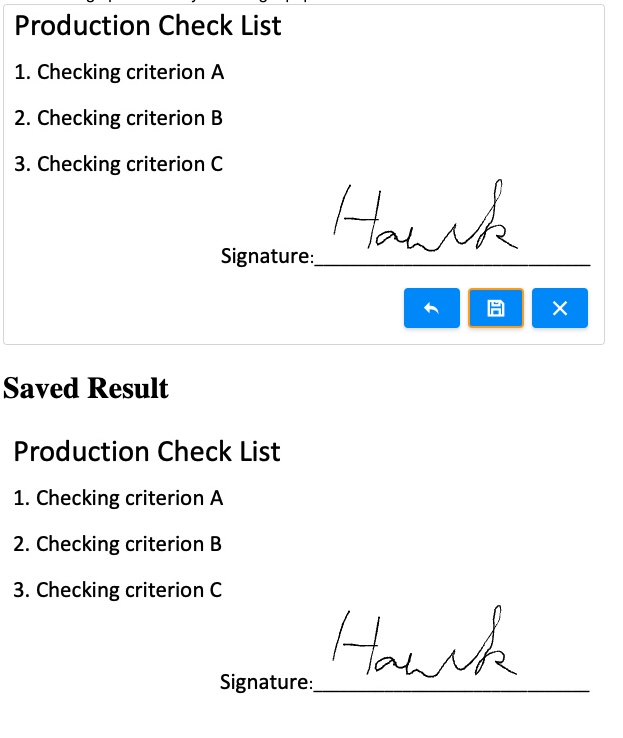 Production Check List
1. Checking criterion A
2. Checking criterion B
3. Checking criterion C
Hawk
Signature:
Saved Result
Production Check List
1. Checking criterion A
2. Checking criterion B
3. Checking criterion C
Hawk
Signature: